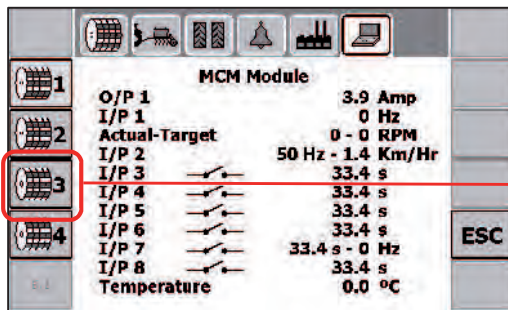 MCM Module
1
O/P 1 3.9 Amp
I/P 1 0 Hz
2
Actual-Target 0 - 0 RPM
I/P 2 50 Hz - 1.4 Km/Hr
3
I/P 3 33.4 s
I/P 4 33.4 s
I/P 5 33.4 s
4
I/P 6 33.4 s
ESC
I/P 7 33.4 s - 0 Hz
I/P 8 33.4 s
Temperature 0.0 ºC